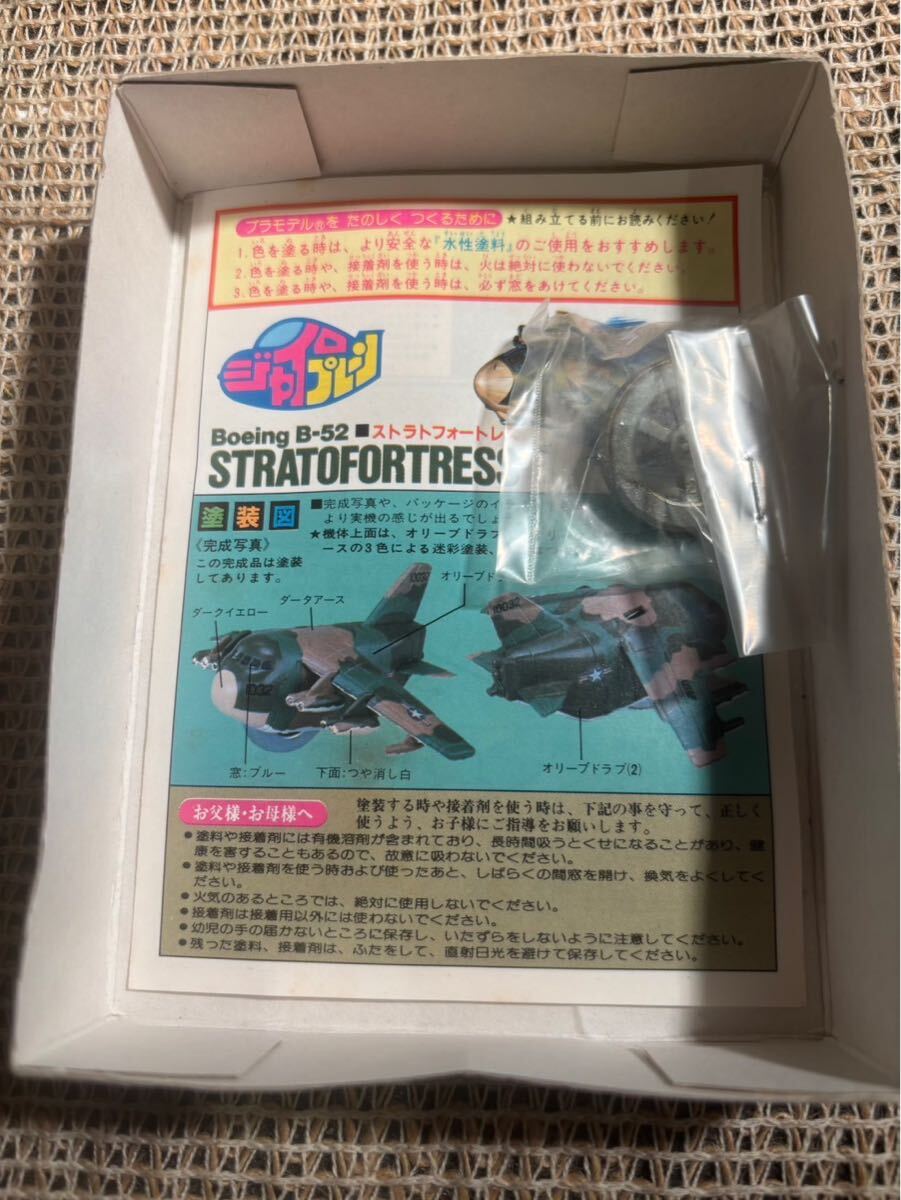 プラモデル®を たのしく つくるために ★組み立てる前にお読みください!
1.色を塗る時は、より安全な『水性塗料』のご使用をおすすめします。
2.色を塗る時や、接着剤を使う時は、火は絶対に使わないでください。
3.色を塗る時や、接着剤を使う時は、必ず窓をあけてください。
ジャイロ
プレーン
Boeing B-52 ■ストラトフォートレ
STRATOFORTRESS
塗装図
■完成写真や、パッケージのイ
より実機の感じが出るでしょ
★機体上面は、オリーブドラブ
ースの3色による迷彩塗装、
《完成写真》
この完成品は塗装
してあります。
オリーブドラ
ダークイエロー
ダータアース
10032
10032
1032
窓:ブルー
下面:つや消し白
オリーブドラブ(2)
お父様・お母様へ
塗装する時や接着剤を使う時は、下記の事を守って、正しく
使うよう、お子様にご指導をお願いします。
●塗料や接着剤には有機溶剤が含まれており、長時間吸うとくせになることがあり、健
康を害することもあるので、故意に吸わないでください。
●塗料や接着剤を使う時および使ったあと、しばらくの間窓を開け、換気をよくしてく
ださい。
●火気のあるところでは、絶対に使用しないでください。
●接着剤は接着用以外には使わないでください。
●幼児の手の届かないところに保存し、いたずらをしないように注意してください。
●残った塗料、接着剤は、ふたをして、直射日光を避けて保存してください。